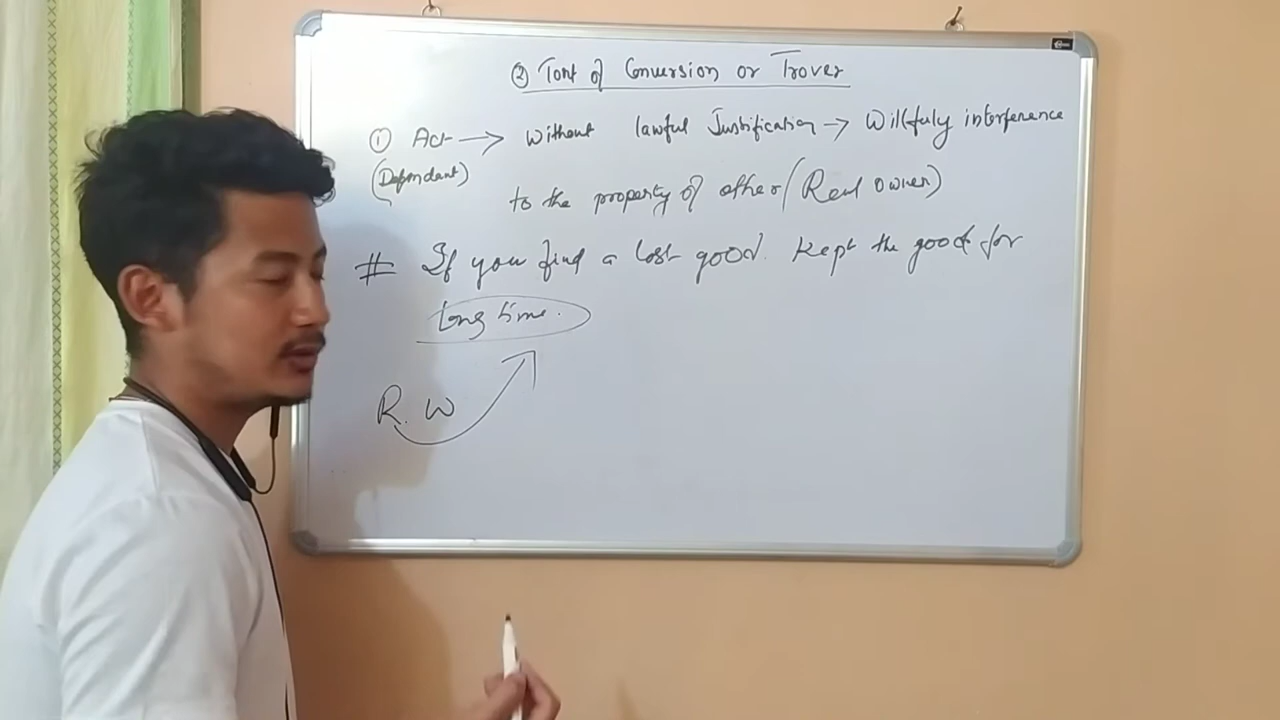 ② Tort of Conversion or Trover
① Act → without lawful Justification → Willfuly interference
(Defendant)
to the property of other (Real owner)
# If you find a lost good. Kept the good for
long time.
R. W